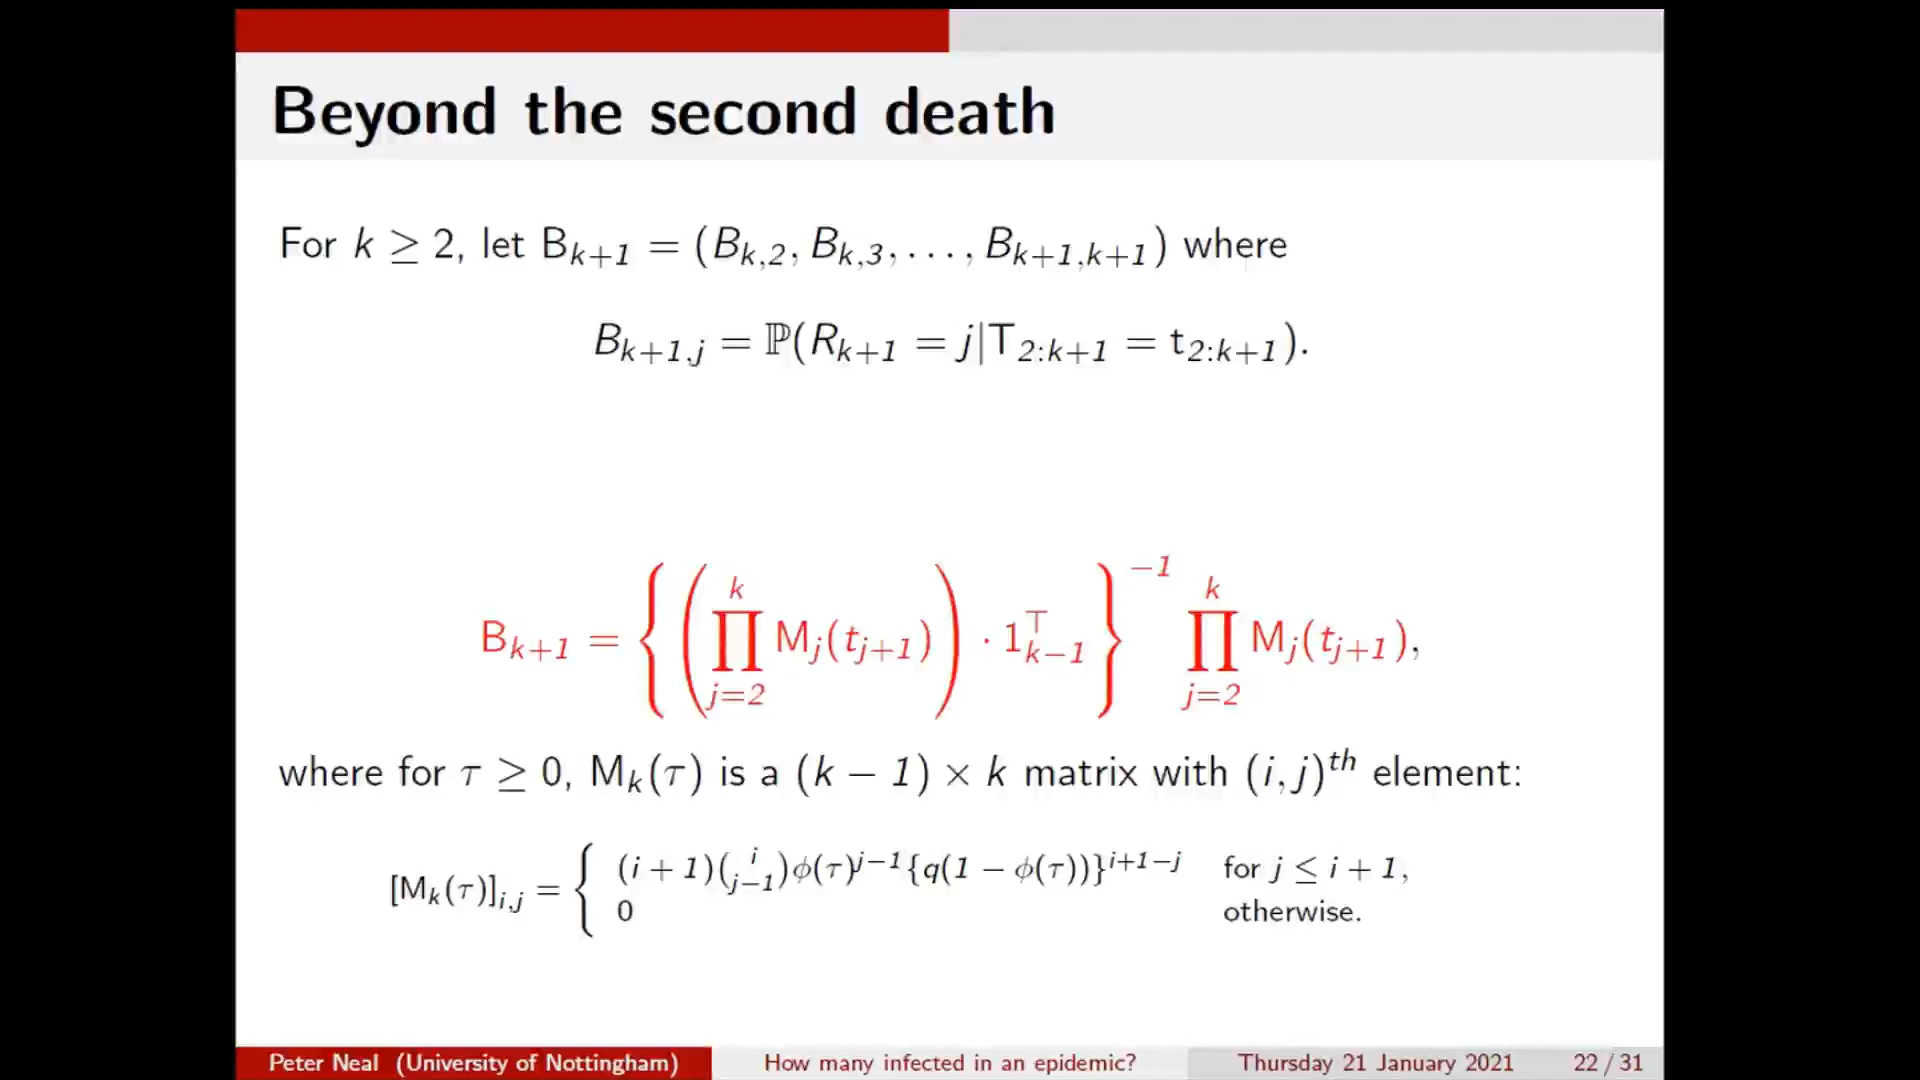 Beyond the second death
For k ≥ 2, let B_{k+1} = (B_{k,2}, B_{k,3}, . . . , B_{k+1,k+1}) where
B_{k+1,j} = ℙ(R_{k+1} = j|T_{2:k+1} = t_{2:k+1}).
B_{k+1} = { ( ∏_{j=2}^{k} M_j(t_{j+1}) ) · 1_{k−1}^⊤ }^{−1} ∏_{j=2}^{k} M_j(t_{j+1}),
where for τ ≥ 0, M_k(τ) is a (k − 1) × k matrix with (i, j)^{th} element:
[M_k(τ)]_{i,j} = { (i + 1)\binom{i}{j−1}φ(τ)^{j−1}{q(1 − φ(τ))}^{i+1−j} for j ≤ i + 1,
0 otherwise.
Peter Neal (University of Nottingham) How many infected in an epidemic? Thursday 21 January 2021 22 / 31